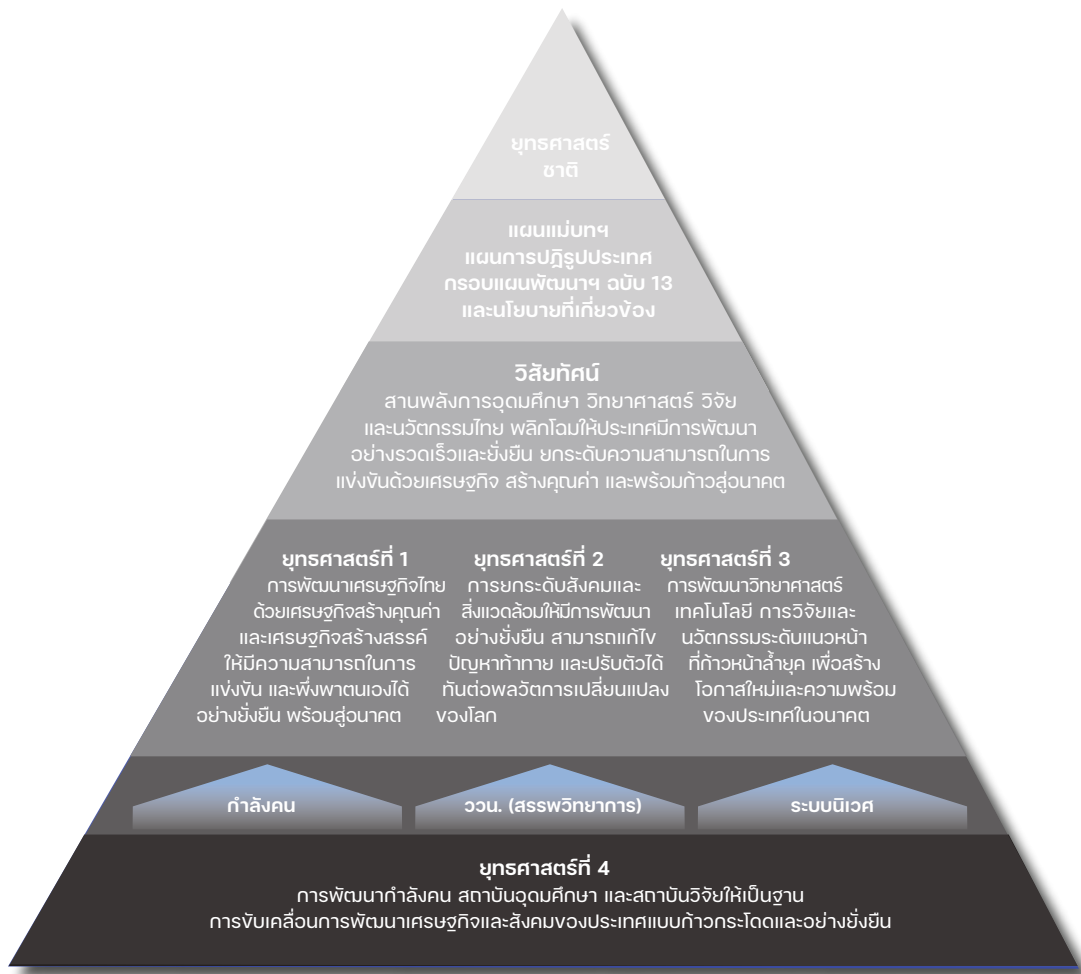 ยุทธศาสตร์
ชาติ
แผนแม่บทฯ
แผนการปฎิรูปประเทศ
กรอบแผนพัฒนาฯ ฉบับ 13
และนโยบายที่เกี่ยวข้อง
วิสัยทัศน์
สานพลังการอุดมศึกษา วิทยาศาสตร์ วิจัย
และนวัตกรรมไทย พลิกโฉมให้ประเทศมีการพัฒนา
อย่างรวดเร็วและยั่งยืน ยกระดับความสามารถในการ
แข่งขันด้วยเศรษฐกิจ สร้างคุณค่า และพร้อมก้าวสู่อนาคต
ยุทธศาสตร์ที่ 1
การพัฒนาเศรษฐกิจไทย
ด้วยเศรษฐกิจสร้างคุณค่า
และเศรษฐกิจสร้างสรรค์
ให้มีความสามารถในการ
แข่งขัน และพึ่งพาตนเองได้
อย่างยั่งยืน พร้อมสู่อนาคต
ยุทธศาสตร์ที่ 2
การยกระดับสังคมและ
สิ่งแวดล้อมให้มีการพัฒนา
อย่างยั่งยืน สามารถแก้ไข
ปัญหาท้าทาย และปรับตัวได้
ทันต่อพลวัตการเปลี่ยนแปลง
ของโลก
ยุทธศาสตร์ที่ 3
การพัฒนาวิทยาศาสตร์
เทคโนโลยี การวิจัยและ
นวัตกรรมระดับแนวหน้า
ที่ก้าวหน้าล้ำยุค เพื่อสร้าง
โอกาสใหม่และความพร้อม
ของประเทศในอนาคต
กำลังคน
ววน. (สรรพวิทยาการ)
ระบบนิเวศ
ยุทธศาสตร์ที่ 4
การพัฒนากำลังคน สถาบันอุดมศึกษา และสถาบันวิจัยให้เป็นฐาน
การขับเคลื่อนการพัฒนาเศรษฐกิจและสังคมของประเทศแบบก้าวกระโดดและอย่างยั่งยืน